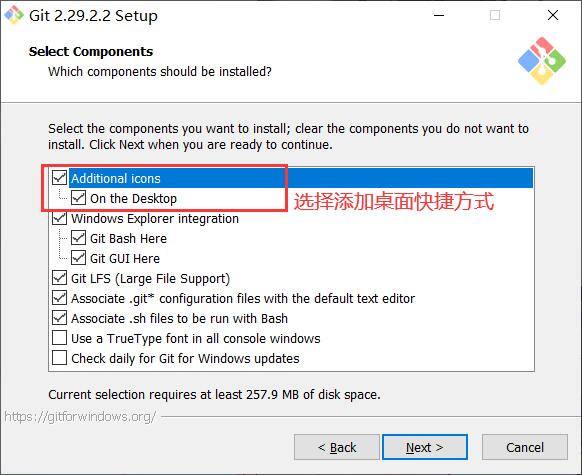 Git 2.29.2.2 Setup
Select Components
Which components should be installed?
Select the components you want to install; clear the components you do not want to
install. Click Next when you are ready to continue.
Additional icons
On the Desktop
选择添加桌面快捷方式
Windows Explorer integration
Git Bash Here
Git GUI Here
Git LFS (Large File Support)
Associate .git* configuration files with the default text editor
Associate .sh files to be run with Bash
Use a TrueType font in all console windows
Check daily for Git for Windows updates
Current selection requires at least 257.9 MB of disk space.
https://gitforwindows.org/
< Back
Next >
Cancel